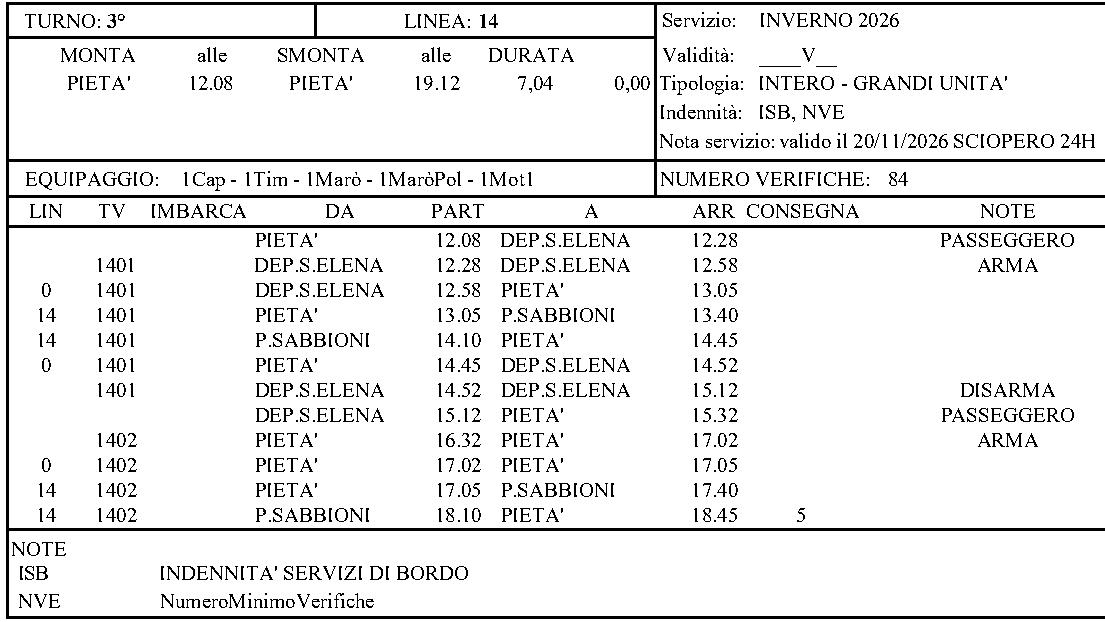 TURNO: 3° LINEA: 14 Servizio: INVERNO 2026
MONTA alle SMONTA alle DURATA Validità: ____V__
PIETA' 12.08 PIETA' 19.12 7,04 0,00 Tipologia: INTERO - GRANDI UNITA'
Indennità: ISB, NVE
Nota servizio: valido il 20/11/2026 SCIOPERO 24H
EQUIPAGGIO: 1Cap - 1Tim - 1Marò - 1MaròPol - 1Mot1 NUMERO VERIFICHE: 84
LIN TV IMBARCA DA PART A ARR CONSEGNA NOTE
PIETA' 12.08 DEP.S.ELENA 12.28 PASSEGGERO
1401 DEP.S.ELENA 12.28 DEP.S.ELENA 12.58 ARMA
0 1401 DEP.S.ELENA 12.58 PIETA' 13.05
14 1401 PIETA' 13.05 P.SABBIONI 13.40
14 1401 P.SABBIONI 14.10 PIETA' 14.45
0 1401 PIETA' 14.45 DEP.S.ELENA 14.52
1401 DEP.S.ELENA 14.52 DEP.S.ELENA 15.12 DISARMA
DEP.S.ELENA 15.12 PIETA' 15.32 PASSEGGERO
1402 PIETA' 16.32 PIETA' 17.02 ARMA
0 1402 PIETA' 17.02 PIETA' 17.05
14 1402 PIETA' 17.05 P.SABBIONI 17.40
14 1402 P.SABBIONI 18.10 PIETA' 18.45 5
NOTE
ISB INDENNITA' SERVIZI DI BORDO
NVE NumeroMinimoVerifiche